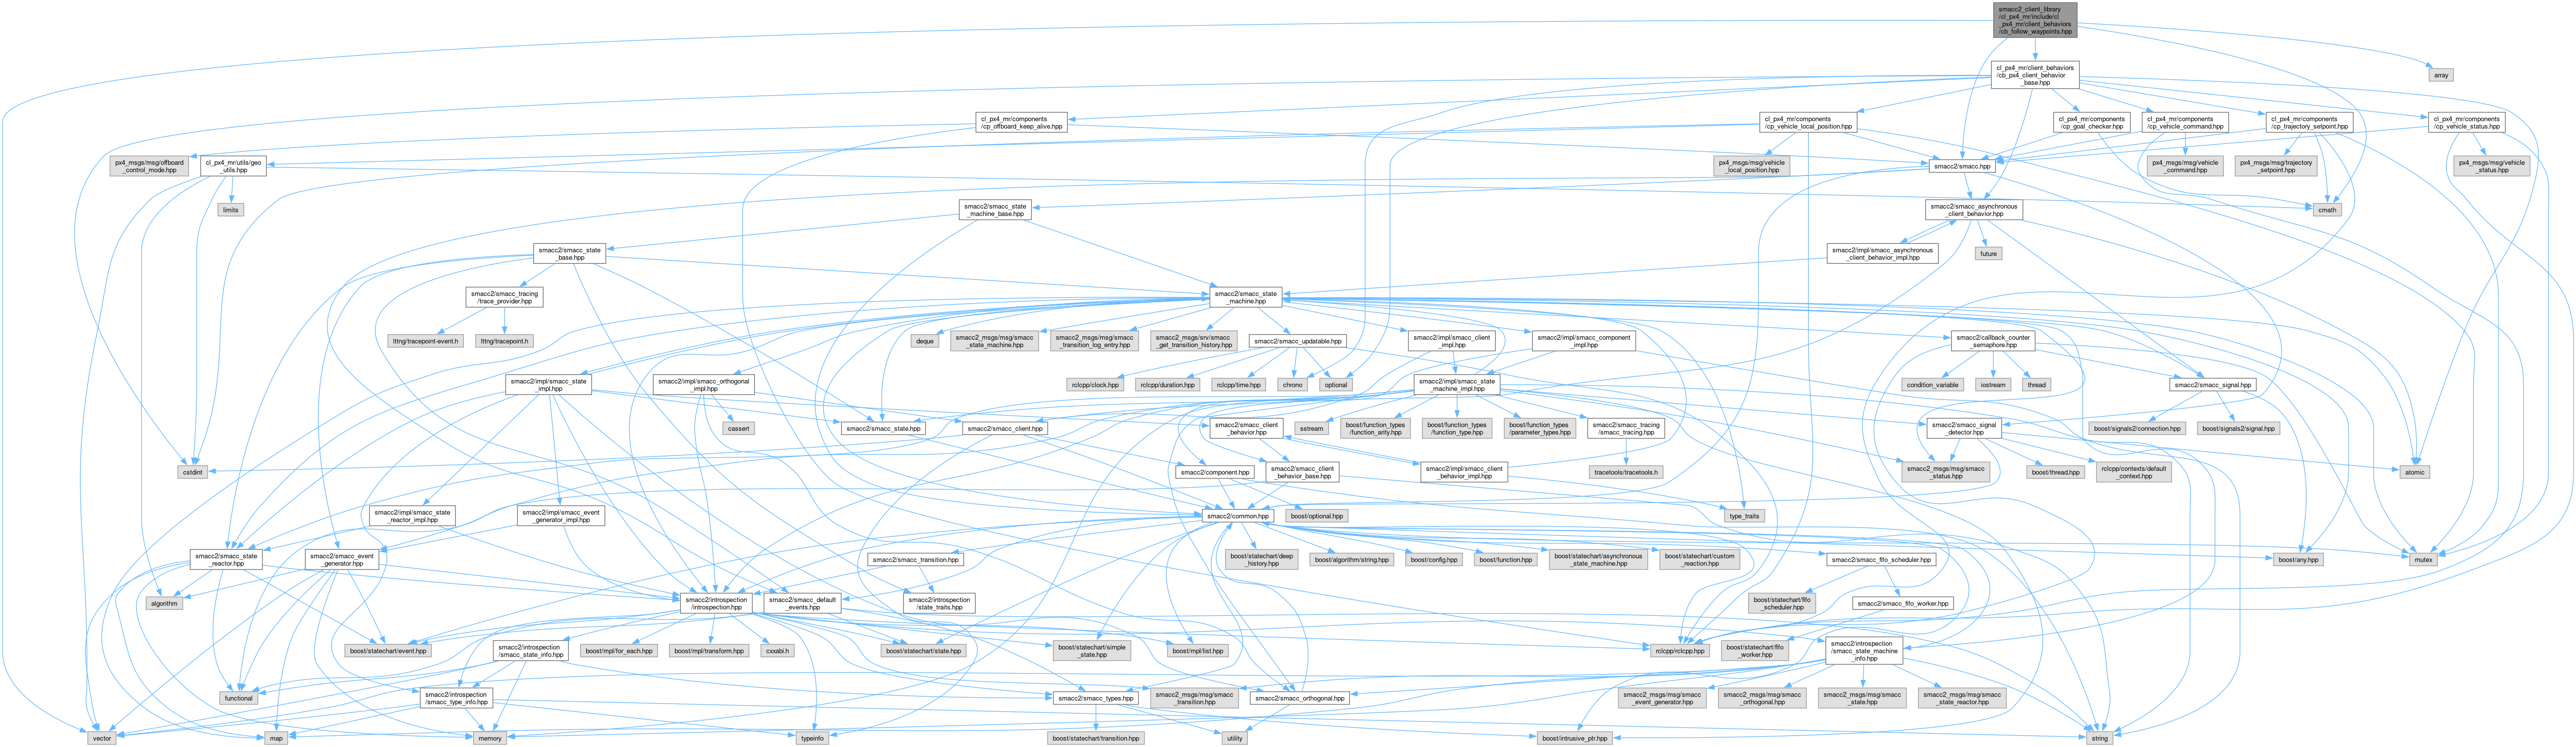 smacc2_client_library
/cl_px4_mr/include/cl
_px4_mr/client_behaviors
/cb_follow_waypoints.hpp
cl_px4_mr/client_behaviors
/cb_px4_client_behavior
_base.hpp
array
cl_px4_mr/components
/cp_offboard_keep_alive.hpp
cl_px4_mr/components
/cp_vehicle_local_position.hpp
cl_px4_mr/components
/cp_goal_checker.hpp
cl_px4_mr/components
/cp_vehicle_command.hpp
cl_px4_mr/components
/cp_trajectory_setpoint.hpp
cl_px4_mr/components
/cp_vehicle_status.hpp
px4_msgs/msg/offboard
_control_mode.hpp
cl_px4_mr/utils/geo
_utils.hpp
px4_msgs/msg/vehicle
_local_position.hpp
smacc2/smacc.hpp
px4_msgs/msg/vehicle
_command.hpp
px4_msgs/msg/trajectory
_setpoint.hpp
px4_msgs/msg/vehicle
_status.hpp
limits
smacc2/smacc_state
_machine_base.hpp
smacc2/smacc_asynchronous
_client_behavior.hpp
cmath
smacc2/smacc_state
_base.hpp
smacc2/impl/smacc_asynchronous
_client_behavior_impl.hpp
future
smacc2/smacc_tracing
/trace_provider.hpp
smacc2/smacc_state
_machine.hpp
lttng/tracepoint-event.h
lttng/tracepoint.h
deque
smacc2_msgs/msg/smacc
_state_machine.hpp
smacc2_msgs/msg/smacc
_transition_log_entry.hpp
smacc2_msgs/srv/smacc
_get_transition_history.hpp
smacc2/smacc_updatable.hpp
smacc2/impl/smacc_client
_impl.hpp
smacc2/impl/smacc_component
_impl.hpp
smacc2/callback_counter
_semaphore.hpp
smacc2/impl/smacc_state
_impl.hpp
smacc2/impl/smacc_orthogonal
_impl.hpp
rclcpp/clock.hpp
rclcpp/duration.hpp
rclcpp/time.hpp
chrono
optional
smacc2/impl/smacc_state
_machine_impl.hpp
condition_variable
iostream
thread
smacc2/smacc_signal.hpp
cassert
smacc2/smacc_state.hpp
smacc2/smacc_client.hpp
smacc2/smacc_client
_behavior.hpp
sstream
boost/function_types
/function_arity.hpp
boost/function_types
/function_type.hpp
boost/function_types
/parameter_types.hpp
smacc2/smacc_tracing
/smacc_tracing.hpp
smacc2/smacc_signal
_detector.hpp
boost/signals2/connection.hpp
boost/signals2/signal.hpp
cstdint
smacc2/component.hpp
smacc2/smacc_client
_behavior_base.hpp
smacc2/impl/smacc_client
_behavior_impl.hpp
tracetools/tracetools.h
smacc2_msgs/msg/smacc
_status.hpp
boost/thread.hpp
rclcpp/contexts/default
_context.hpp
atomic
smacc2/impl/smacc_state
_reactor_impl.hpp
smacc2/impl/smacc_event
_generator_impl.hpp
smacc2/common.hpp
boost/optional.hpp
type_traits
smacc2/smacc_state
_reactor.hpp
smacc2/smacc_event
_generator.hpp
smacc2/smacc_transition.hpp
boost/statechart/deep
_history.hpp
boost/algorithm/string.hpp
boost/config.hpp
boost/function.hpp
boost/statechart/asynchronous
_state_machine.hpp
boost/statechart/custom
_reaction.hpp
smacc2/smacc_fifo_scheduler.hpp
boost/any.hpp
mutex
algorithm
smacc2/introspection
/introspection.hpp
smacc2/smacc_default
_events.hpp
smacc2/introspection
/state_traits.hpp
boost/statechart/fifo
_scheduler.hpp
smacc2/smacc_fifo_worker.hpp
boost/statechart/event.hpp
smacc2/introspection
/smacc_state_info.hpp
boost/mpl/for_each.hpp
boost/mpl/transform.hpp
cxxabi.h
boost/statechart/state.hpp
boost/statechart/simple
_state.hpp
boost/mpl/list.hpp
rclcpp/rclcpp.hpp
boost/statechart/fifo
_worker.hpp
smacc2/introspection
/smacc_state_machine
_info.hpp
functional
smacc2/introspection
/smacc_type_info.hpp
smacc2/smacc_types.hpp
smacc2_msgs/msg/smacc
_transition.hpp
smacc2/smacc_orthogonal.hpp
smacc2_msgs/msg/smacc
_event_generator.hpp
smacc2_msgs/msg/smacc
_orthogonal.hpp
smacc2_msgs/msg/smacc
_state.hpp
smacc2_msgs/msg/smacc
_state_reactor.hpp
vector
map
memory
typeinfo
boost/statechart/transition.hpp
utility
boost/intrusive_ptr.hpp
string